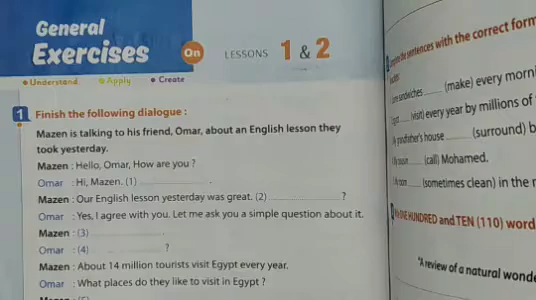 General
Exercises
On LESSONS 1 & 2
Understand Apply Create
1 Finish the following dialogue :
Mazen is talking to his friend, Omar, about an English lesson they
took yesterday.
Mazen : Hello, Omar, How are you ?
Omar : Hi, Mazen. (1) .
Mazen : Our English lesson yesterday was great. (2) ?
Omar : Yes, I agree with you. Let me ask you a simple question about it.
Mazen : (3) .
Omar : (4) ?
Mazen : About 14 million tourists visit Egypt every year.
Omar : What places do they like to visit in Egypt ?
sentences with the correct form
sandwiches (make) every morn
(visit) every year by millions of
grandfather's house (surround) b
(call) Mohamed.
(sometimes clean) in the
HUNDRED and TEN (110) word
"A review of a natural wonde